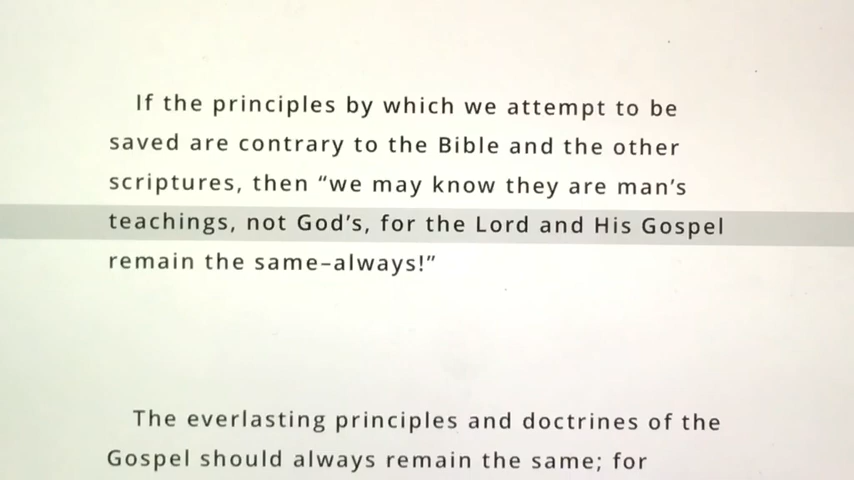 If the principles by which we attempt to be
saved are contrary to the Bible and the other
scriptures, then “we may know they are man’s
teachings, not God’s, for the Lord and His Gospel
remain the same–always!”
The everlasting principles and doctrines of the
Gospel should always remain the same; for